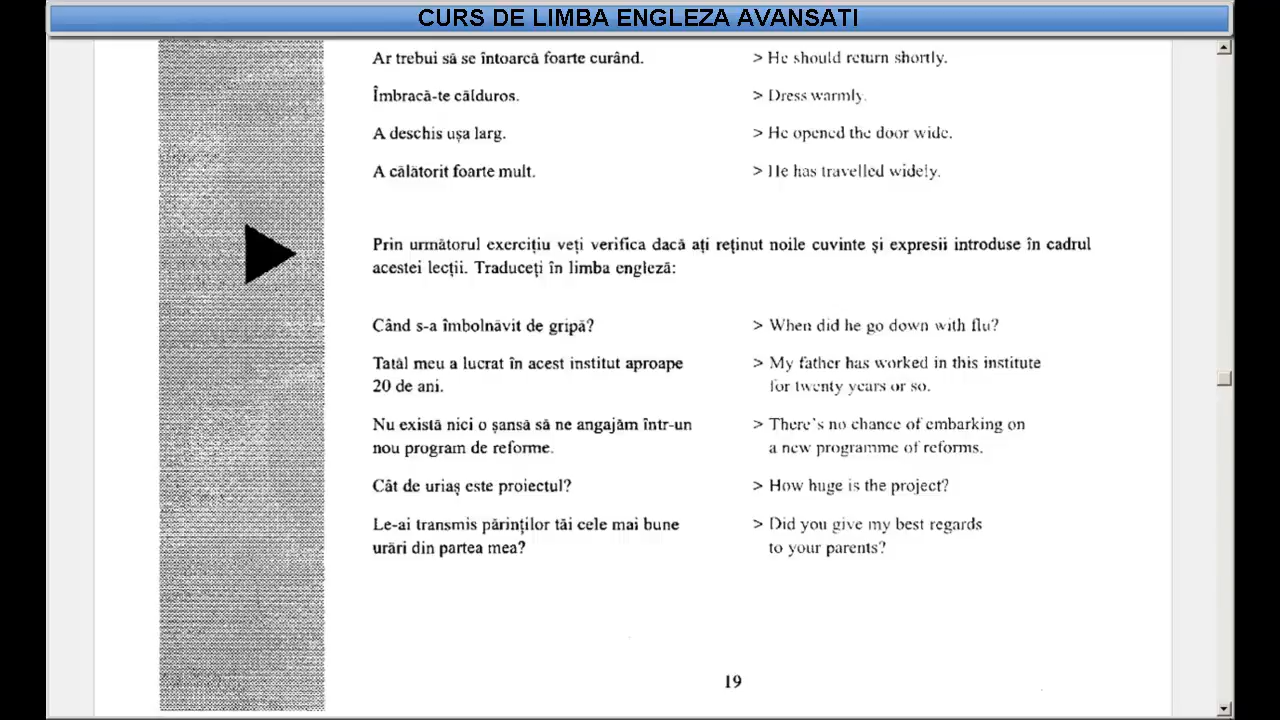 CURS DE LIMBA ENGLEZA AVANSATI
Ar trebui să se întoarcă foarte curând. > He should return shortly.
Îmbracă-te călduros. > Dress warmly.
A deschis ușa larg. > He opened the door wide.
A călătorit foarte mult. > He has travelled widely.
Prin următorul exercițiu veți verifica dacă ați reținut noile cuvinte și expresii introduse în cadrul
acestei lecții. Traduceți în limba engleză:
Când s-a îmbolnăvit de gripă? > When did he go down with flu?
Tatăl meu a lucrat în acest institut aproape > My father has worked in this institute
20 de ani. for twenty years or so.
Nu există nici o șansă să ne angajăm într-un > There's no chance of embarking on
nou program de reforme. a new programme of reforms.
Cât de uriaș este proiectul? > How huge is the project?
Le-ai transmis părinților tăi cele mai bune > Did you give my best regards
urări din partea mea? to your parents?
19